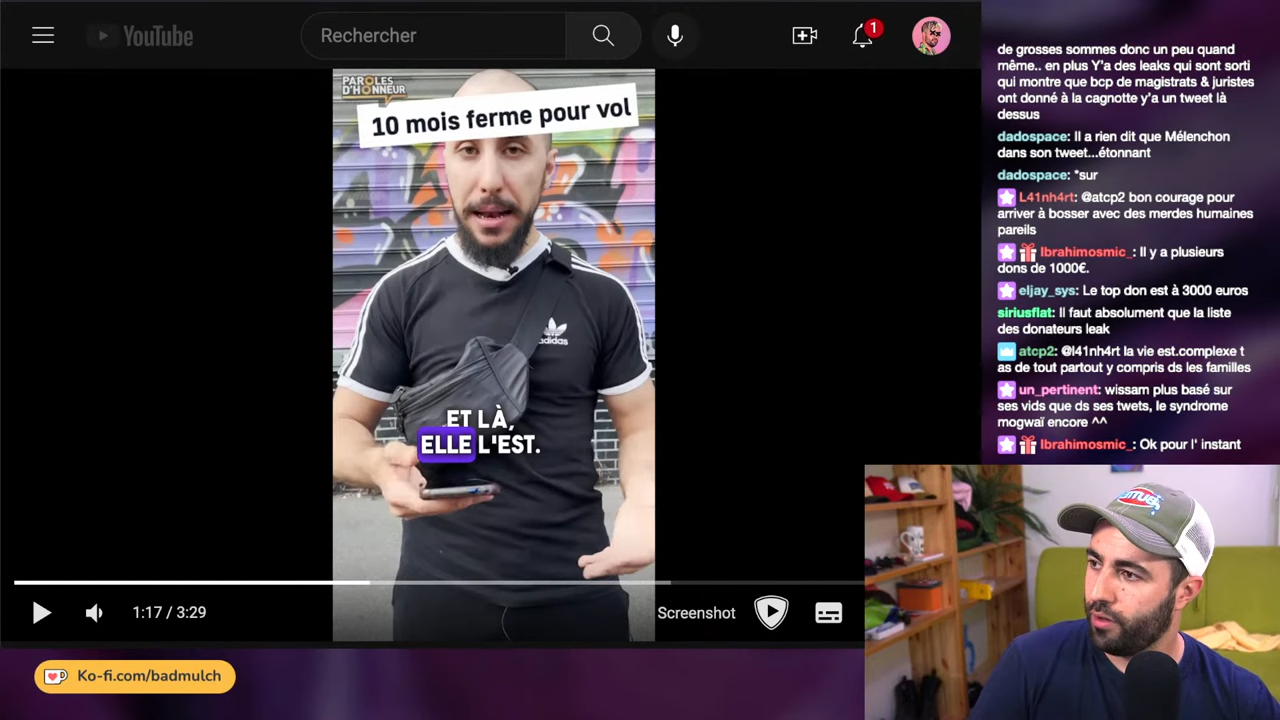 YouTube
Rechercher
1
PAROLES
D'HONNEUR
10 mois ferme pour vol
adidas
ET LÀ,
ELLE L'EST.
1:17 / 3:29
Screenshot
Ko-fi.com/badmulch
de grosses sommes donc un peu quand
même.. en plus Y'a des leaks qui sont sorti
qui montre que bcp de magistrats & juristes
ont donné à la cagnotte y'a un tweet là
dessus
dadospace: Il a rien dit que Mélenchon
dans son tweet...étonnant
dadospace: *sur
L41nh4rt: @atcp2 bon courage pour
arriver à bosser avec des merdes humaines
pareils
Ibrahimosmic_: Il y a plusieurs
dons de 1000€.
eljay_sys: Le top don est à 3000 euros
siriusflat: Il faut absolument que la liste
des donateurs leak
atcp2: @l41nh4rt la vie est.complexe t
as de tout partout y compris ds les familles
un_pertinent: wissam plus basé sur
ses vids que ds ses twets, le syndrome
mogwaï encore ^^
Ibrahimosmic_: Ok pour l' instant